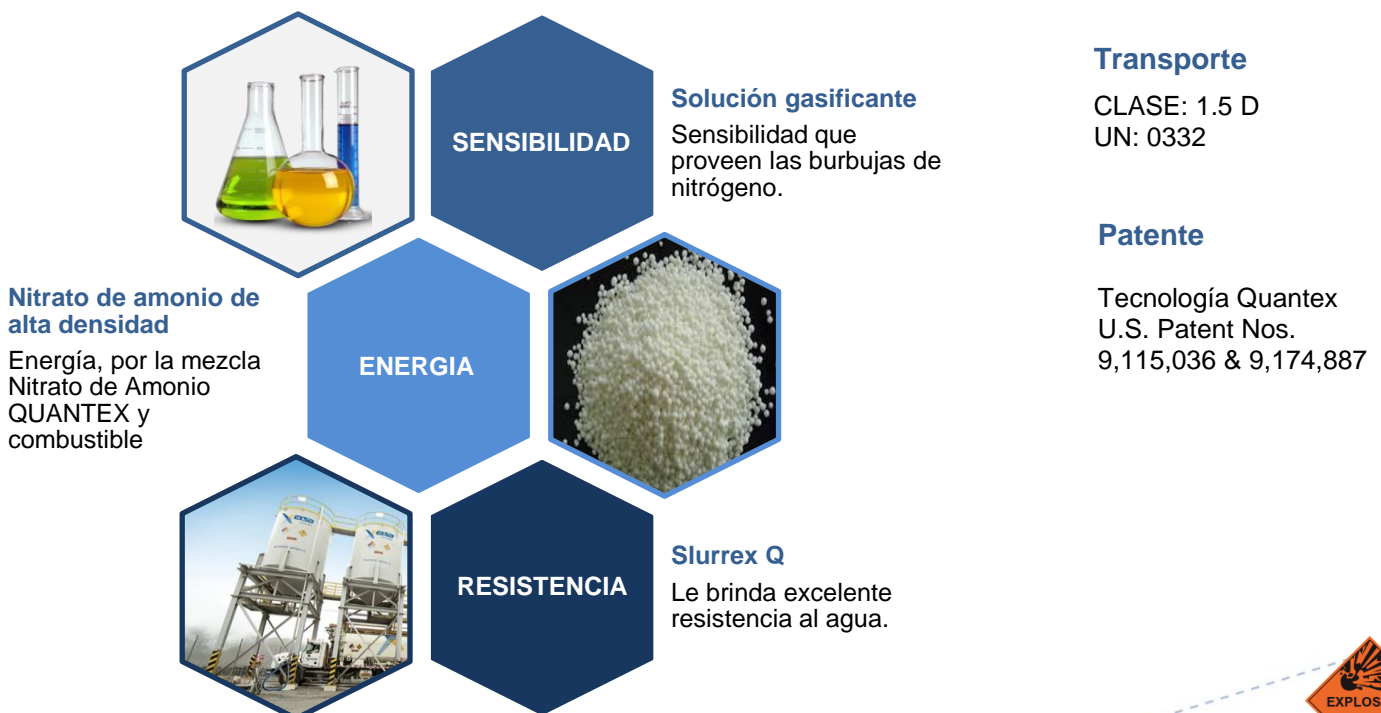 SENSIBILIDAD
Solución gasificante
Sensibilidad que
proveen las burbujas de
nitrógeno.
Nitrato de amonio de
alta densidad
Energía, por la mezcla
Nitrato de Amonio
QUANTEX y
combustible
ENERGIA
exsa
exsa
RESISTENCIA
Slurrex Q
Le brinda excelente
resistencia al agua.
Transporte
CLASE: 1.5 D
UN: 0332
Patente
Tecnología Quantex
U.S. Patent Nos.
9,115,036 & 9,174,887
EXPLOS